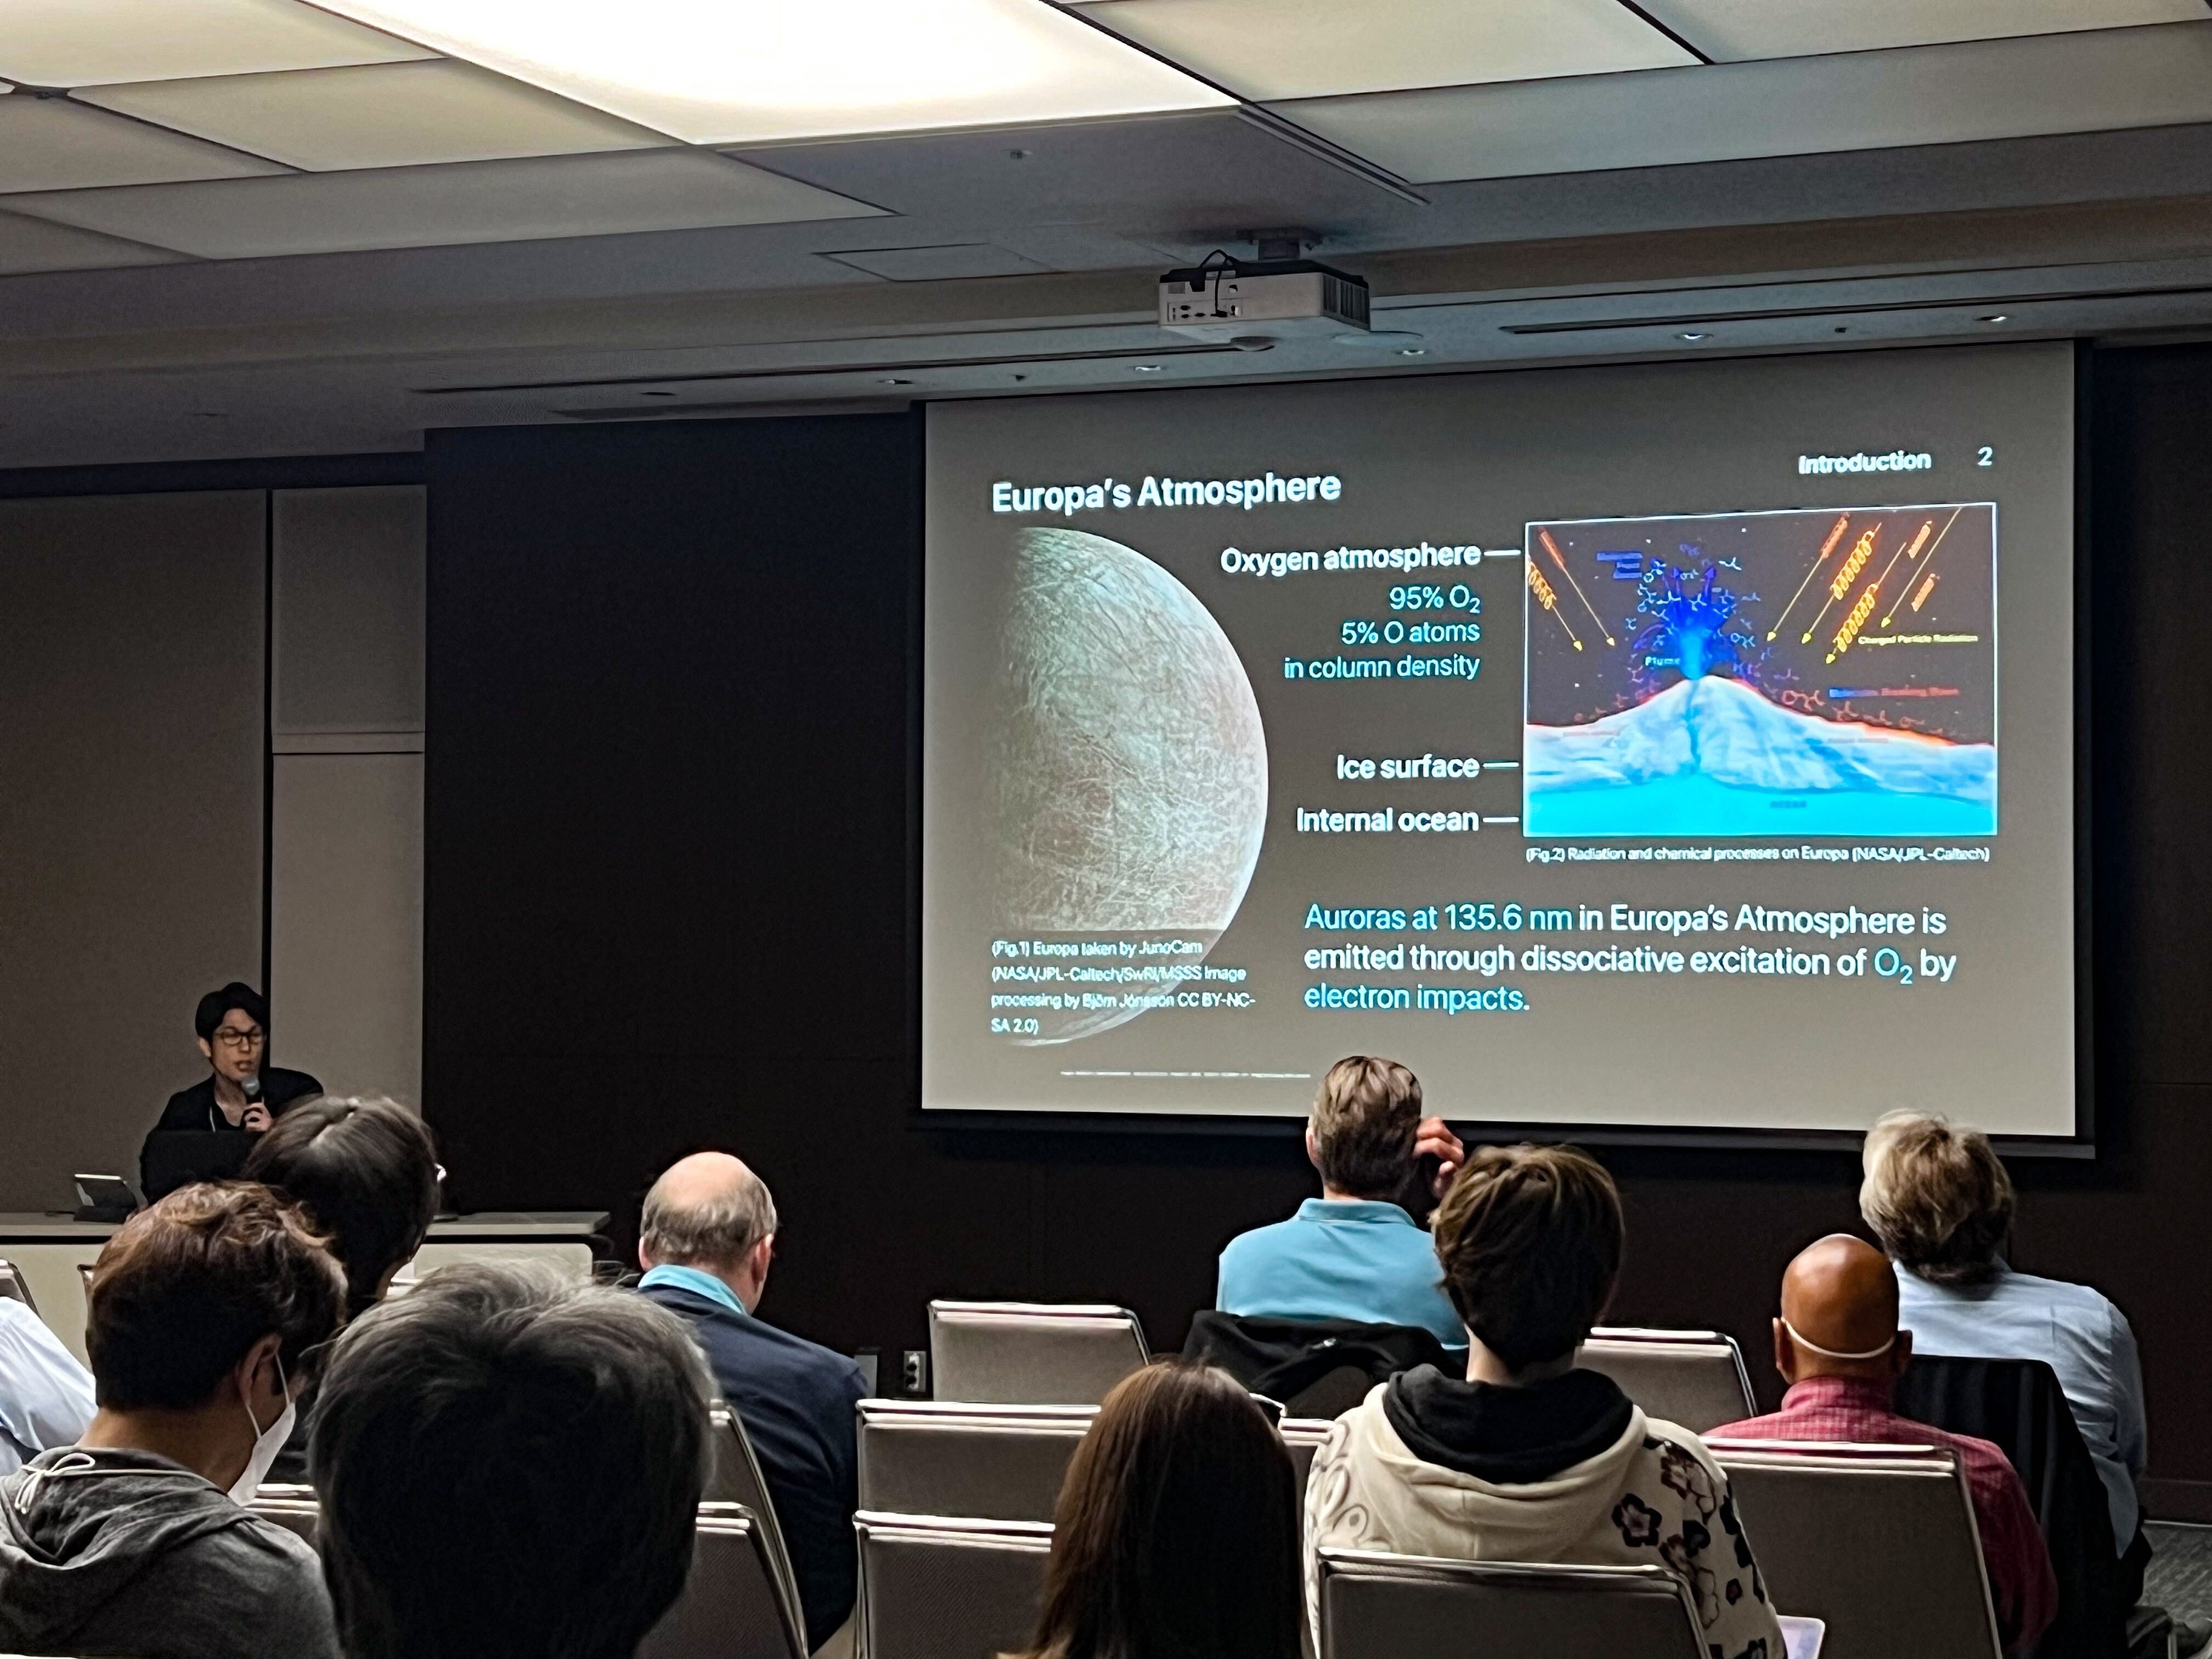 Introduction 2
Europa's Atmosphere
Oxygen atmosphere
95% O₂
5% O atoms
in column density
Ice surface
Internal ocean
Plume
Charged Particle Radiation
(Fig.2) Radiation and chemical processes on Europa (NASA/JPL-Caltech)
Auroras at 135.6 nm in Europa's Atmosphere is
emitted through dissociative excitation of O₂ by
electron impacts.
(Fig.1) Europa taken by JunoCam
(NASA/JPL-Caltech/SwRI/MSSS Image
processing by Björn Jónsson CC BY-NC-
SA 2.0)